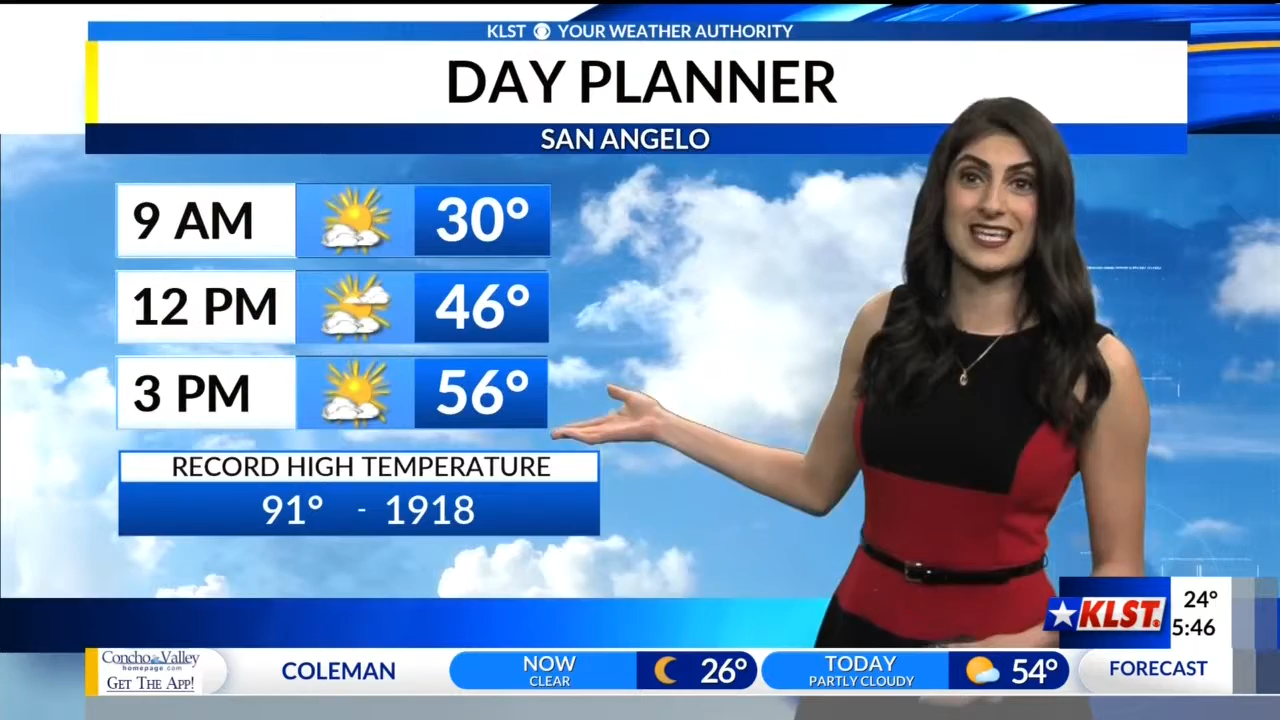 KLST YOUR WEATHER AUTHORITY
DAY PLANNER
SAN ANGELO
9 AM 30°
12 PM 46°
3 PM 56°
RECORD HIGH TEMPERATURE
91° - 1918
KLST
24°
5:46
Concho Valley
homepage.com
GET THE APP!
COLEMAN
NOW
CLEAR
26°
TODAY
PARTLY CLOUDY
54°
FORECAST